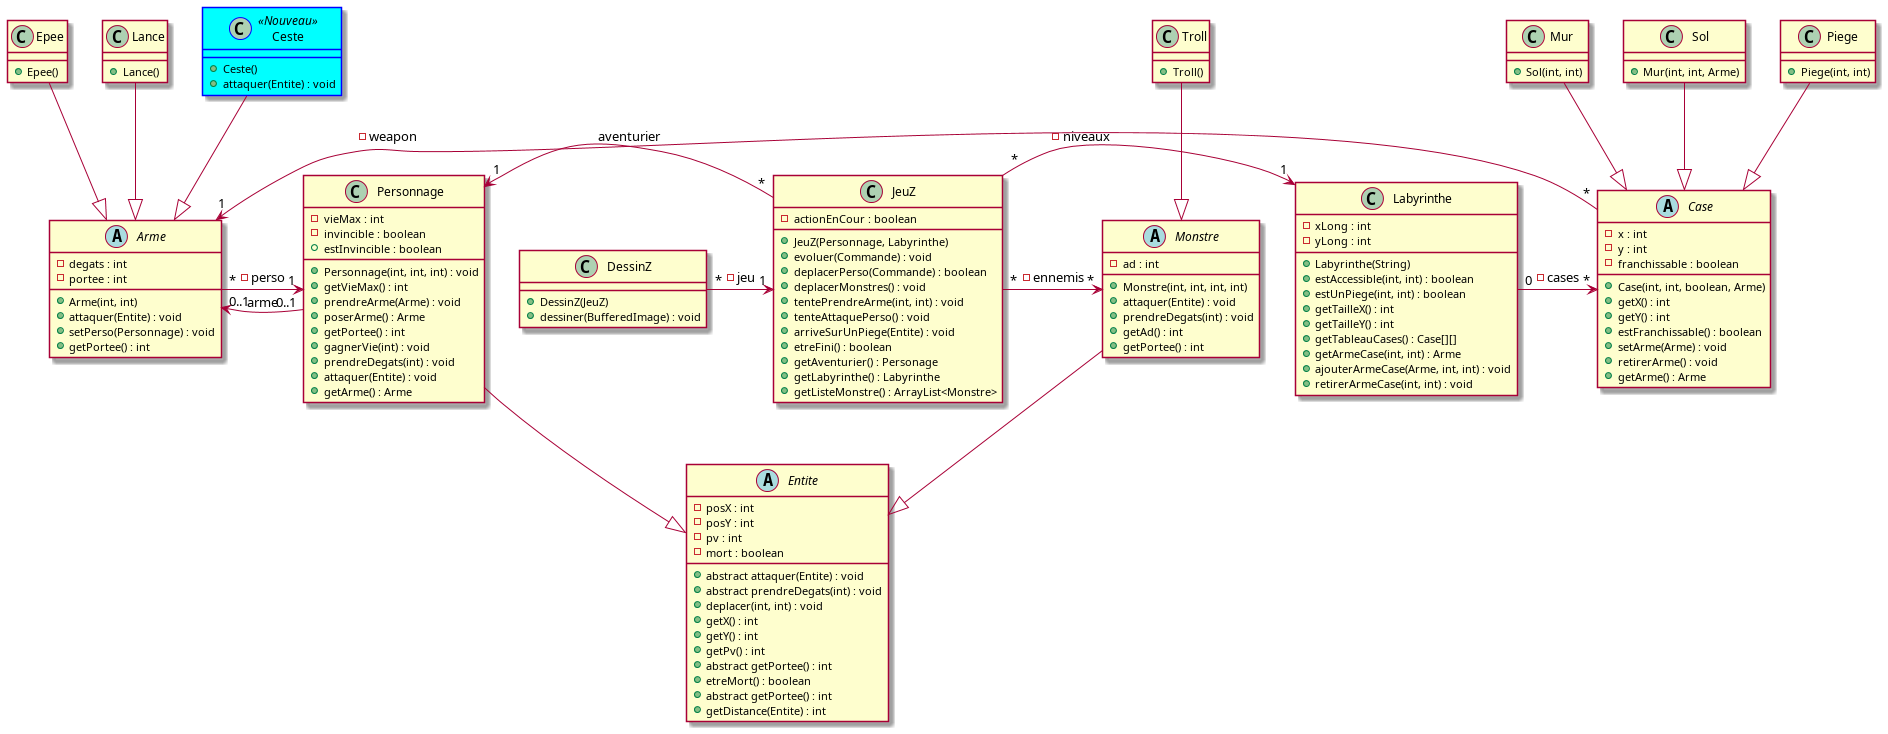 C Epee
Epee()
C Lance
Lance()
C «Nouveau»
Ceste
Ceste()
attaquer(Entite) : void
C Troll
Troll()
C Mur
Sol(int, int)
C Sol
Mur(int, int, Arme)
C Piege
Piege(int, int)
weapon
1
*
aventurier
1
*
niveaux
*
1
A Arme
degats : int
portee : int
Arme(int, int)
attaquer(Entite) : void
setPerso(Personnage) : void
getPortee() : int
* perso 1
0..1 arme 0..1
C Personnage
vieMax : int
invincible : boolean
estInvincible : boolean
Personnage(int, int, int) : void
getVieMax() : int
prendreArme(Arme) : void
poserArme() : Arme
getPortee() : int
gagnerVie(int) : void
prendreDegats(int) : void
attaquer(Entite) : void
getArme() : Arme
C DessinZ
DessinZ(JeuZ)
dessiner(BufferedImage) : void
* jeu 1
C JeuZ
actionEnCour : boolean
JeuZ(Personnage, Labyrinthe)
evoluer(Commande) : void
deplacerPerso(Commande) : boolean
deplacerMonstres() : void
tentePrendreArme(int, int) : void
tenteAttaquePerso() : void
arriveSurUnPiege(Entite) : void
etreFini() : boolean
getAventurier() : Personage
getLabyrinthe() : Labyrinthe
getListeMonstre() : ArrayList<Monstre>
* ennemis *
A Monstre
ad : int
Monstre(int, int, int, int)
attaquer(Entite) : void
prendreDegats(int) : void
getAd() : int
getPortee() : int
C Labyrinthe
xLong : int
yLong : int
Labyrinthe(String)
estAccessible(int, int) : boolean
estUnPiege(int, int) : boolean
getTailleX() : int
getTailleY() : int
getTableauCases() : Case[][]
getArmeCase(int, int) : Arme
ajouterArmeCase(Arme, int, int) : void
retirerArmeCase(int, int) : void
0 cases *
A Case
x : int
y : int
franchissable : boolean
Case(int, int, boolean, Arme)
getX() : int
getY() : int
estFranchissable() : boolean
setArme(Arme) : void
retirerArme() : void
getArme() : Arme
A Entite
posX : int
posY : int
pv : int
mort : boolean
abstract attaquer(Entite) : void
abstract prendreDegats(int) : void
deplacer(int, int) : void
getX() : int
getY() : int
getPv() : int
abstract getPortee() : int
etreMort() : boolean
abstract getPortee() : int
getDistance(Entite) : int